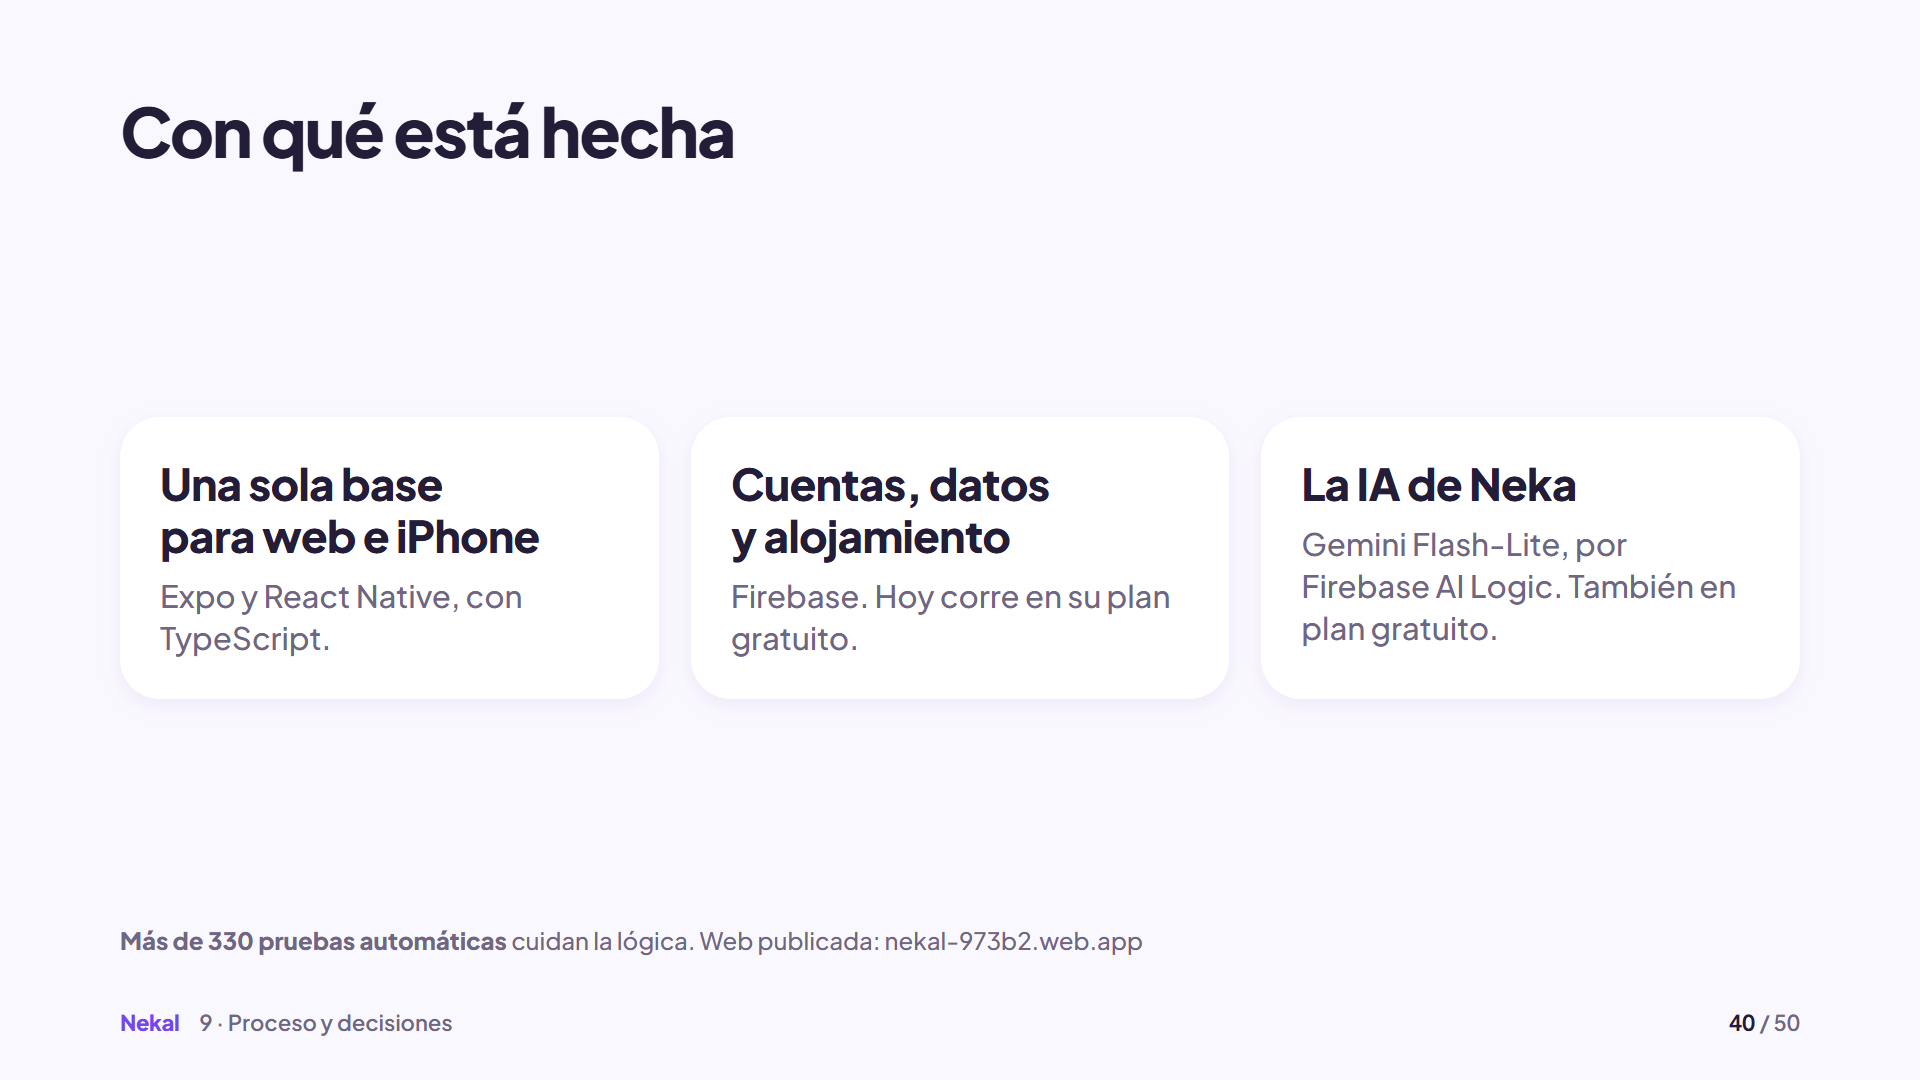 Con qué está hecha
Una sola base
para web e iPhone
Expo y React Native, con
TypeScript.
Cuentas, datos
y alojamiento
Firebase. Hoy corre en su plan
gratuito.
La IA de Neka
Gemini Flash-Lite, por
Firebase AI Logic. También en
plan gratuito.
Más de 330 pruebas automáticas cuidan la lógica. Web publicada: nekal-973b2.web.app
Nekal 9 · Proceso y decisiones
40 / 50